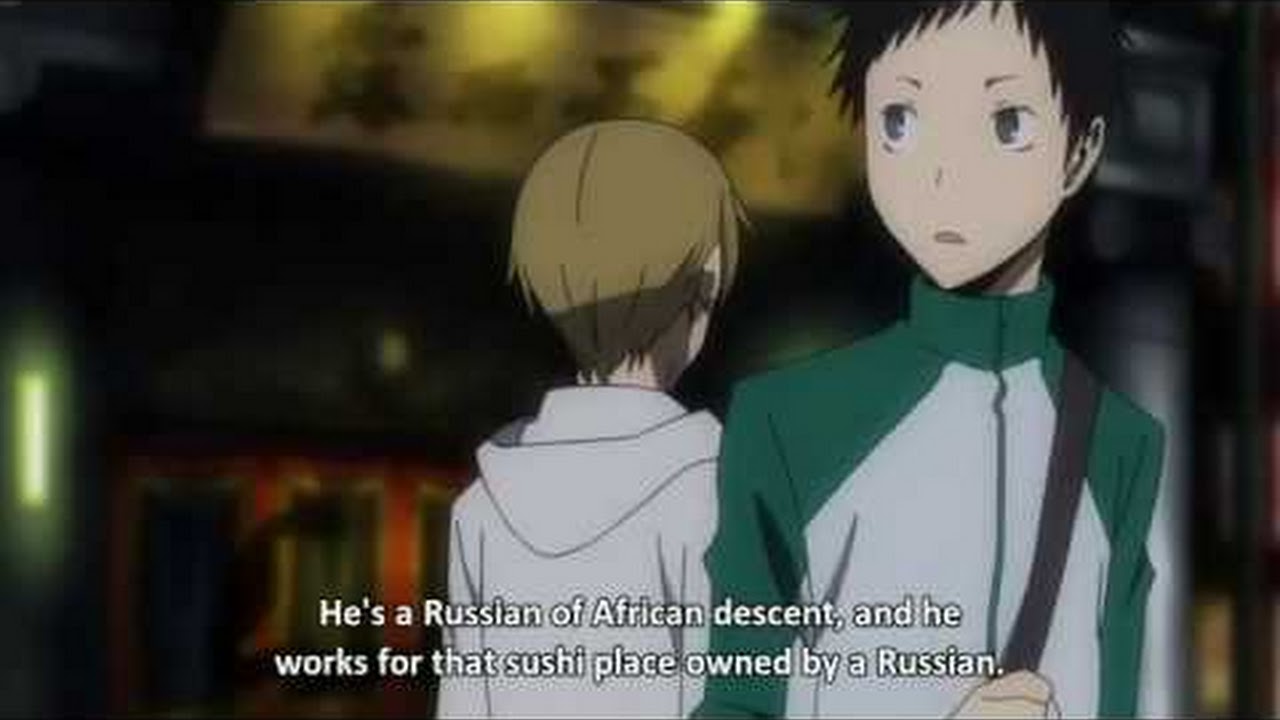 He's a Russian of African descent, and he
works for that sushi place owned by a Russian.